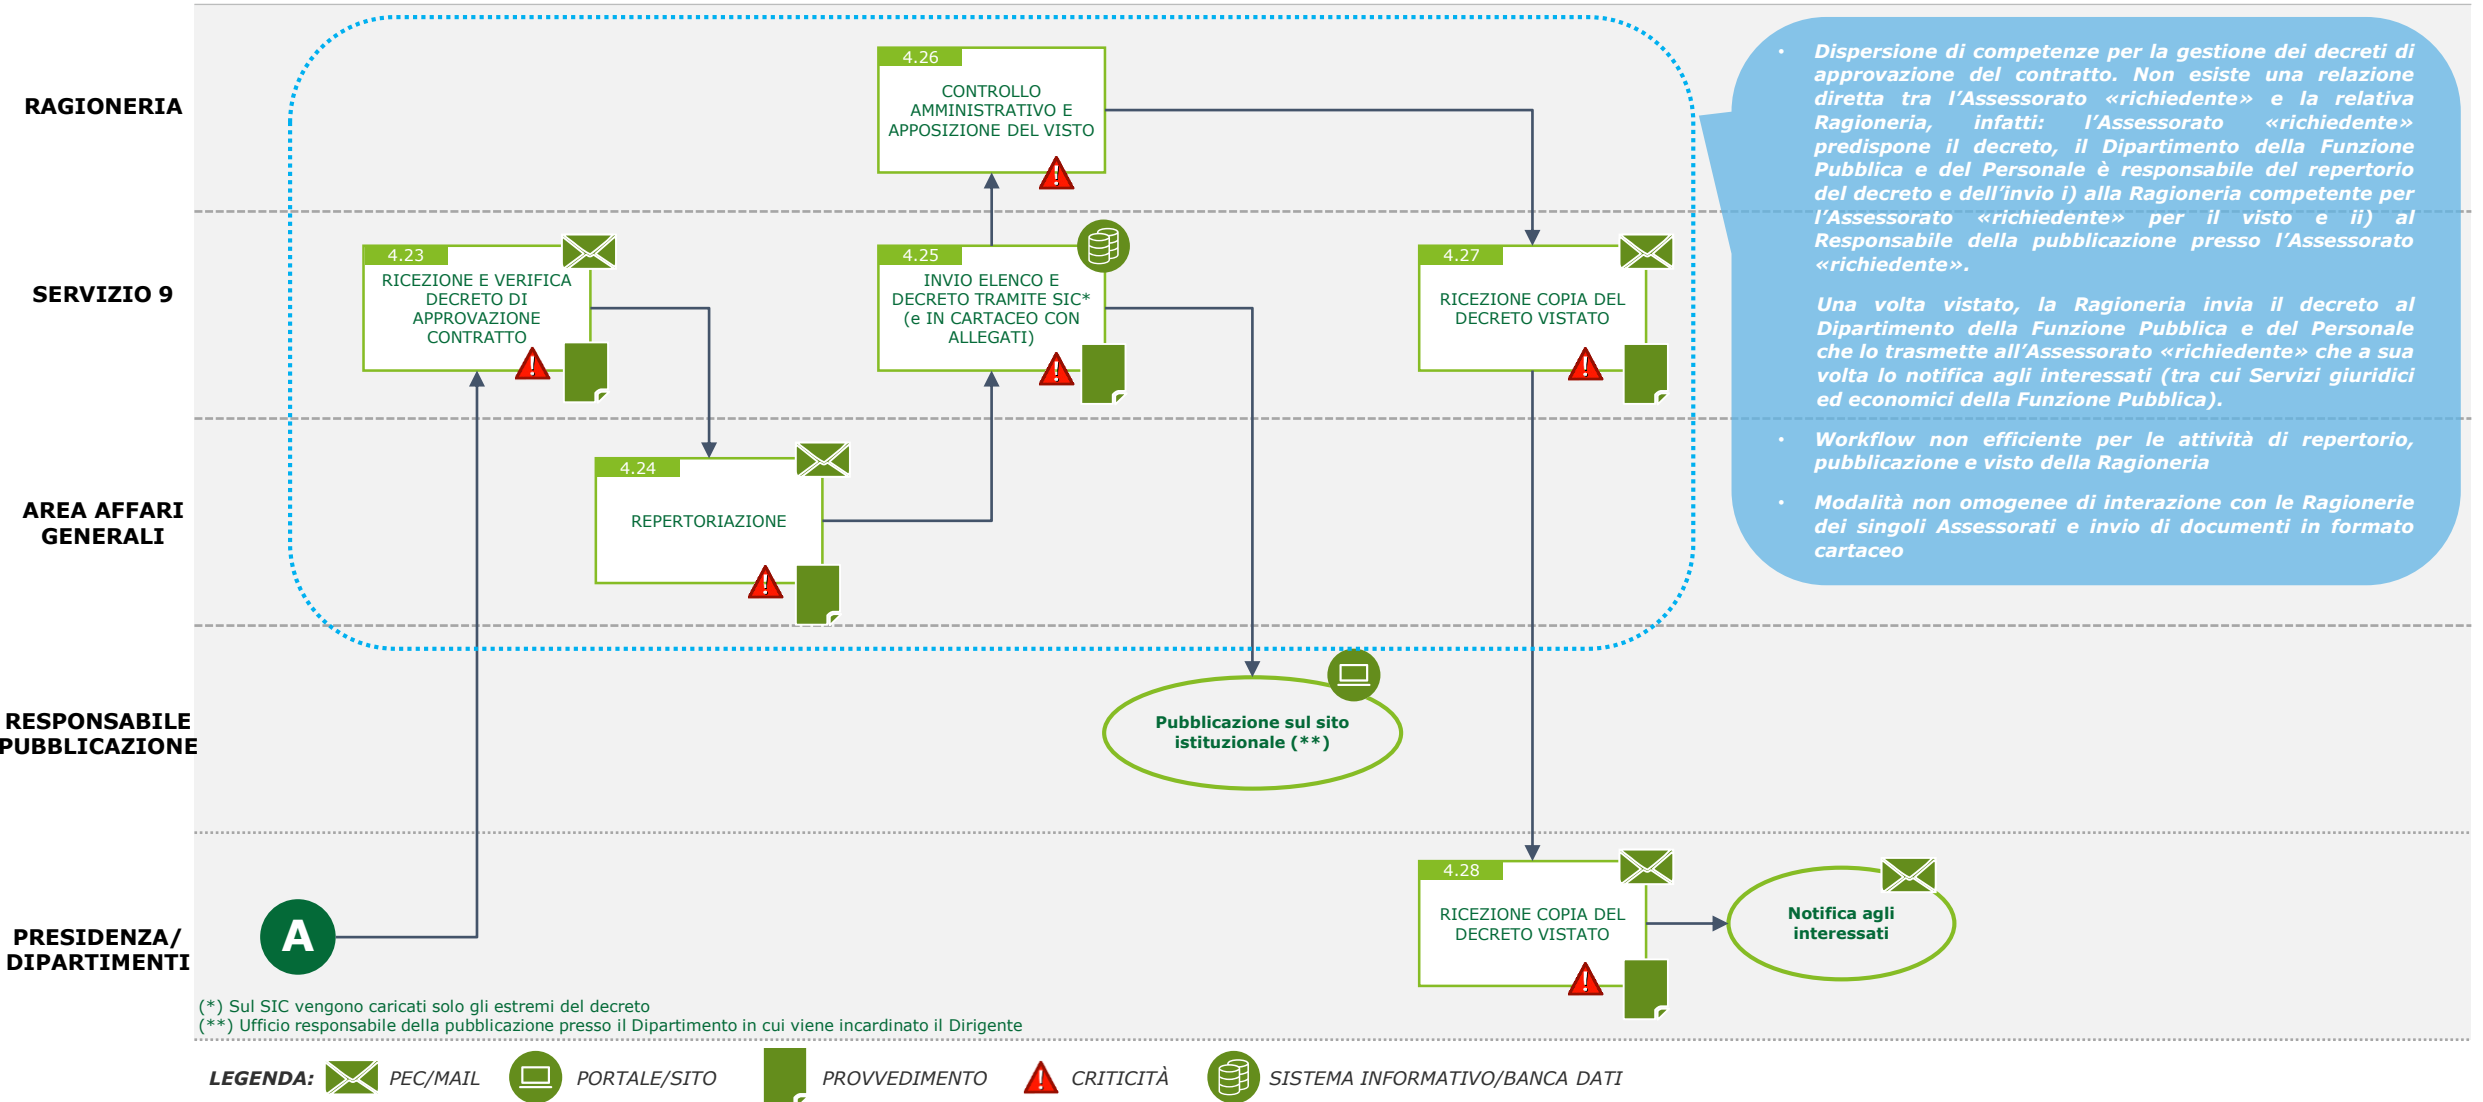 RAGIONERIA
4.26
CONTROLLO
AMMINISTRATIVO E
APPOSIZIONE DEL VISTO
SERVIZIO 9
4.23
RICEZIONE E VERIFICA
DECRETO DI
APPROVAZIONE
CONTRATTO
4.25
INVIO ELENCO E
DECRETO TRAMITE SIC*
(e IN CARTACEO CON
ALLEGATI)
4.27
RICEZIONE COPIA DEL
DECRETO VISTATO
AREA AFFARI
GENERALI
4.24
REPERTORIAZIONE
RESPONSABILE
PUBBLICAZIONE
Pubblicazione sul sito
istituzionale (**)
PRESIDENZA/
DIPARTIMENTI
A
4.28
RICEZIONE COPIA DEL
DECRETO VISTATO
Notifica agli
interessati
• Dispersione di competenze per la gestione dei decreti di
approvazione del contratto. Non esiste una relazione
diretta tra l’Assessorato «richiedente» e la relativa
Ragioneria, infatti: l’Assessorato «richiedente»
predispone il decreto, il Dipartimento della Funzione
Pubblica e del Personale è responsabile del repertorio
del decreto e dell’invio i) alla Ragioneria competente per
l’Assessorato «richiedente» per il visto e ii) al
Responsabile della pubblicazione presso l’Assessorato
«richiedente».
Una volta vistato, la Ragioneria invia il decreto al
Dipartimento della Funzione Pubblica e del Personale
che lo trasmette all’Assessorato «richiedente» che a sua
volta lo notifica agli interessati (tra cui Servizi giuridici
ed economici della Funzione Pubblica).
• Workflow non efficiente per le attività di repertorio,
pubblicazione e visto della Ragioneria
• Modalità non omogenee di interazione con le Ragionerie
dei singoli Assessorati e invio di documenti in formato
cartaceo
(*) Sul SIC vengono caricati solo gli estremi del decreto
(**) Ufficio responsabile della pubblicazione presso il Dipartimento in cui viene incardinato il Dirigente
LEGENDA: PEC/MAIL PORTALE/SITO PROVVEDIMENTO CRITICITÀ SISTEMA INFORMATIVO/BANCA DATI